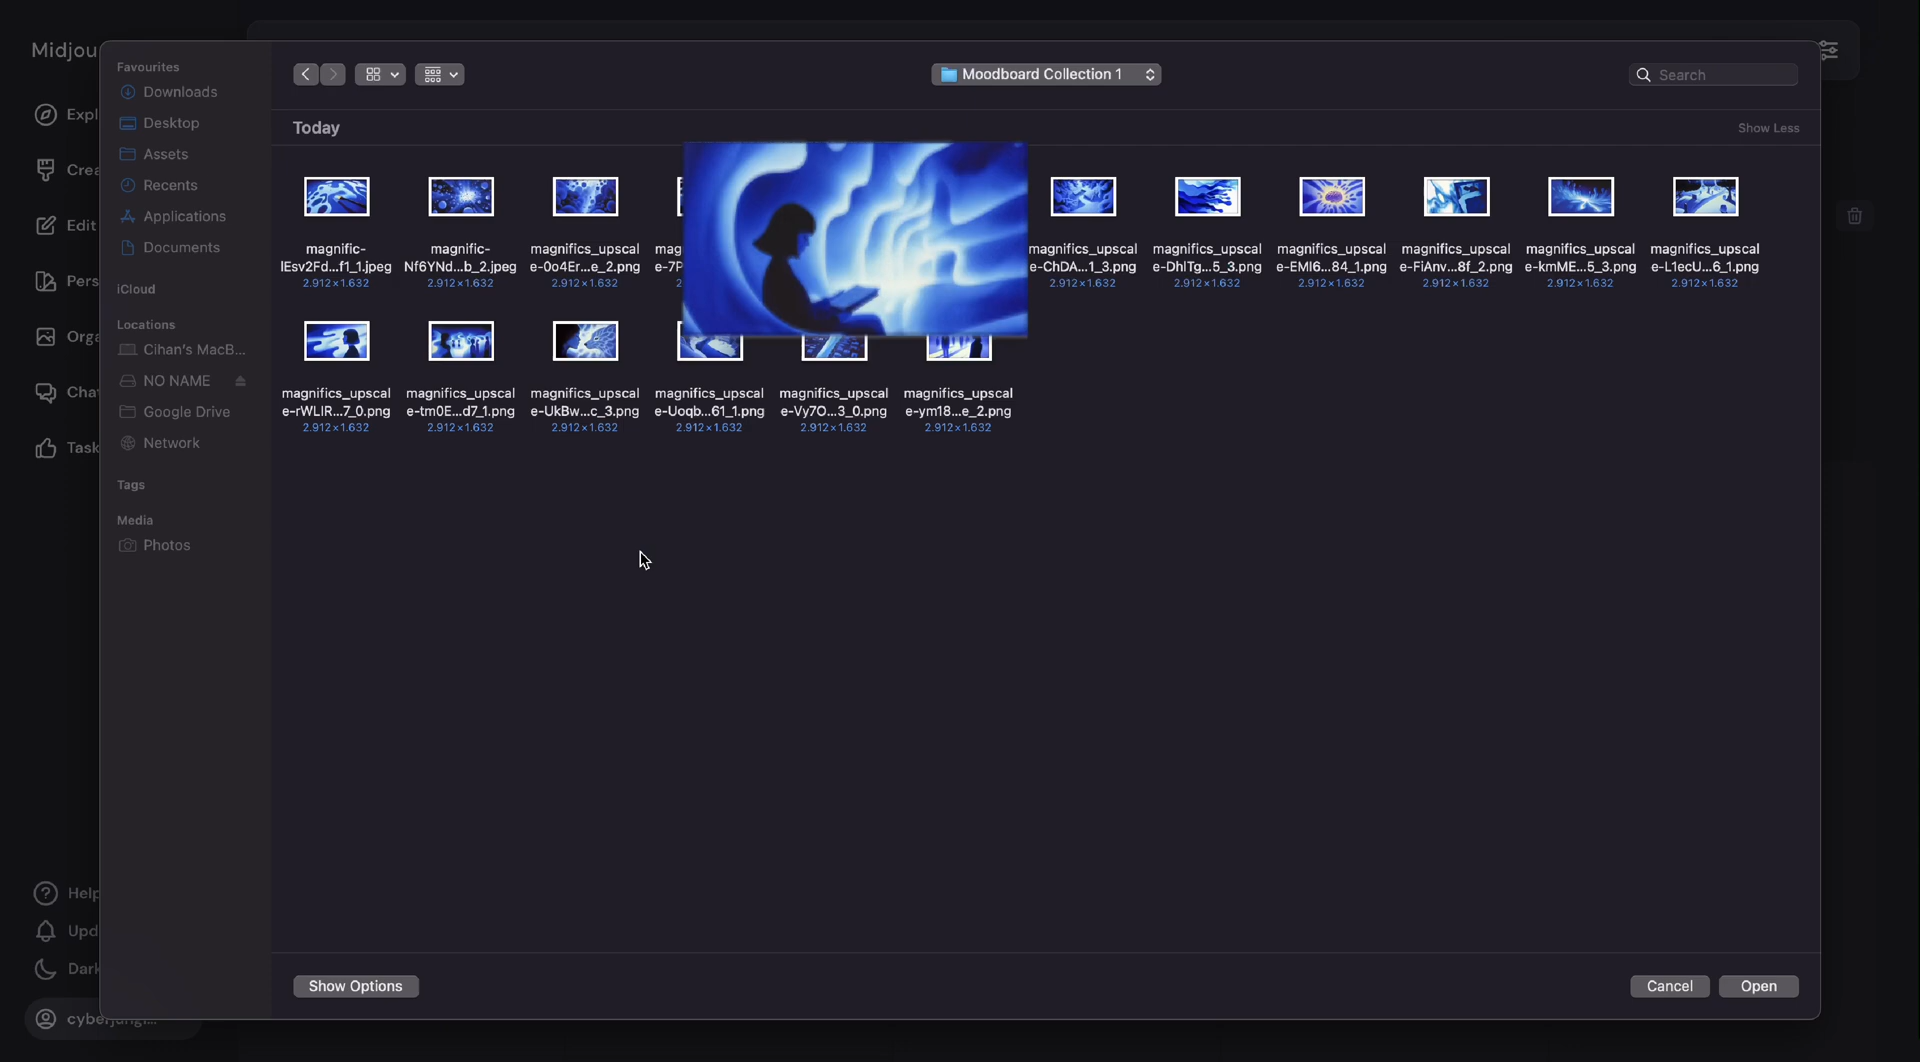 Midjou
Favourites
Moodboard Collection 1
Search
Downloads
Expl
Desktop
Today
Show Less
Assets
Crea
Recents
Applications
Edit
Documents
magnific-
IEsv2Fd...f1_1.jpeg
2.912×1.632
magnific-
Nf6YNd...b_2.jpeg
2.912×1.632
magnifics_upscal
e-0o4Er...e_2.png
2.912×1.632
mag
e-7P
2
magnifics_upscal
e-ChDA...1_3.png
2.912×1.632
magnifics_upscal
e-DhlTg...5_3.png
2.912×1.632
magnifics_upscal
e-EMI6...84_1.png
2.912×1.632
magnifics_upscal
e-FiAnv...8f_2.png
2.912×1.632
magnifics_upscal
e-kmME...5_3.png
2.912×1.632
magnifics_upscal
e-L1ecU...6_1.png
2.912×1.632
Pers
iCloud
Locations
Orga
Cihan's MacB...
NO NAME
Chat
Google Drive
Network
Task
magnifics_upscal
e-rWLIR...7_0.png
2.912×1.632
magnifics_upscal
e-tm0E...d7_1.png
2.912×1.632
magnifics_upscal
e-UkBw...c_3.png
2.912×1.632
magnifics_upscal
e-Uoqb...61_1.png
2.912×1.632
magnifics_upscal
e-Vy7O...3_0.png
2.912×1.632
magnifics_upscal
e-ym18...e_2.png
2.912×1.632
Tags
Media
Photos
Help
Upd
Dark
Show Options
Cancel
Open